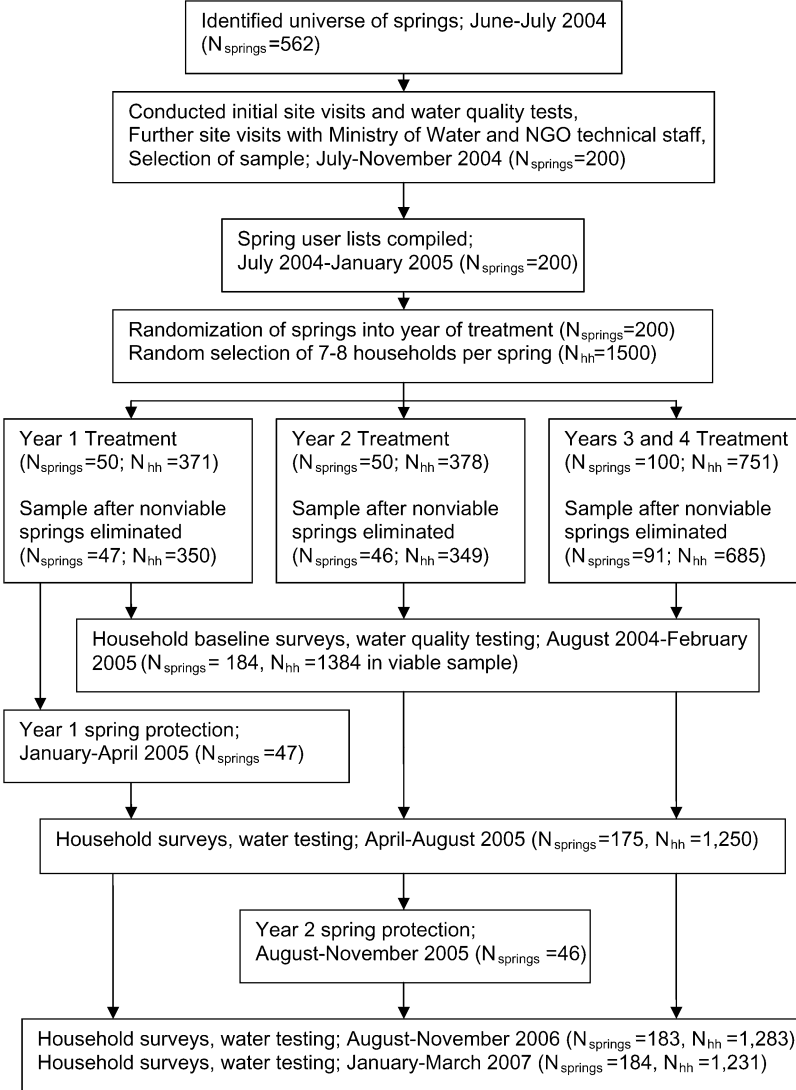 Identified universe of springs; June-July 2004
(Nsprings=562)
Conducted initial site visits and water quality tests,
Further site visits with Ministry of Water and NGO technical staff,
Selection of sample; July-November 2004 (Nsprings=200)
Spring user lists compiled;
July 2004-January 2005 (Nsprings=200)
Randomization of springs into year of treatment (Nsprings=200)
Random selection of 7-8 households per spring (Nhh=1500)
Year 1 Treatment
(Nsprings=50; Nhh=371)
Sample after nonviable
springs eliminated
(Nsprings=47; Nhh=350)
Year 2 Treatment
(Nsprings=50; Nhh=378)
Sample after nonviable
springs eliminated
(Nsprings=46; Nhh=349)
Years 3 and 4 Treatment
(Nsprings=100; Nhh=751)
Sample after nonviable
springs eliminated
(Nsprings=91; Nhh=685)
Household baseline surveys, water quality testing; August 2004-February
2005 (Nsprings= 184, Nhh=1384 in viable sample)
Year 1 spring protection;
January-April 2005 (Nsprings =47)
Household surveys, water testing; April-August 2005 (Nsprings=175, Nhh =1,250)
Year 2 spring protection;
August-November 2005 (Nsprings =46)
Household surveys, water testing; August-November 2006 (Nsprings=183, Nhh =1,283)
Household surveys, water testing; January-March 2007 (Nsprings=184, Nhh =1,231)